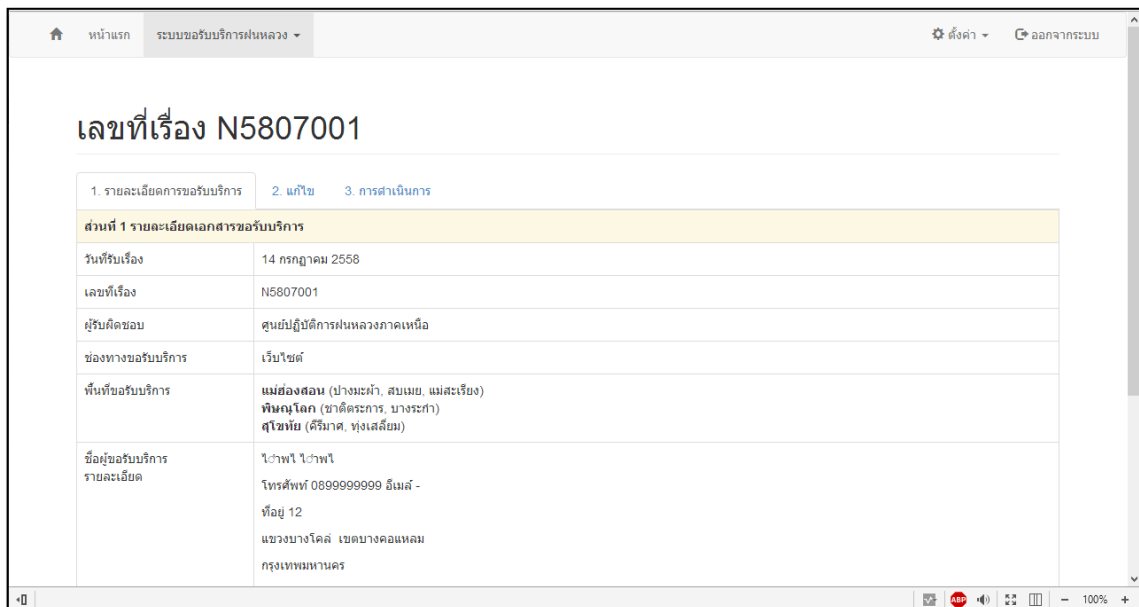 หน้าแรก ระบบขอรับบริการฝนหลวง ตั้งค่า ออกจากระบบ
เลขที่เรื่อง N5807001
1. รายละเอียดการขอรับบริการ 2. แก้ไข 3. การดำเนินการ
ส่วนที่ 1 รายละเอียดเอกสารขอรับบริการ
วันที่รับเรื่อง 14 กรกฎาคม 2558
เลขที่เรื่อง N5807001
ผู้รับผิดชอบ ศูนย์ปฏิบัติการฝนหลวงภาคเหนือ
ช่องทางขอรับบริการ เว็บไซต์
พื้นที่ขอรับบริการ แม่ฮ่องสอน (ปางมะผ้า, สบเมย, แม่สะเรียง)
พิษณุโลก (ชาติตระการ, บางระกำ)
สุโขทัย (คีรีมาศ, ทุ่งเสลี่ยม)
ชื่อผู้ขอรับบริการ ไ่าพไ ไ่าพไ
รายละเอียด
โทรศัพท์ 0899999999 อีเมล์ -
ที่อยู่ 12
แขวงบางโคล่ เขตบางคอแหลม
กรุงเทพมหานคร
ABP 100%